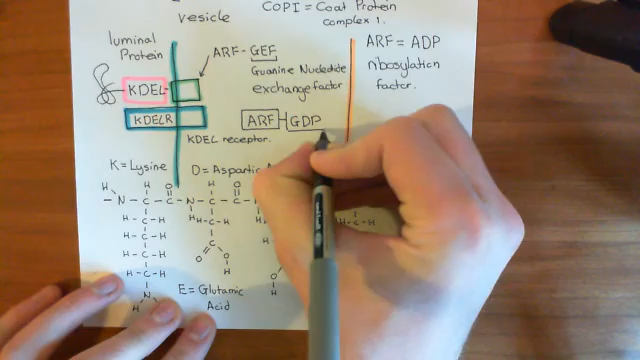 vesicle
COPI = Coat Protein
complex 1.
luminal
Protein
ARF-GEF
Guanine Nucleotide
exchange factor
ARF = ADP
ribosylation
factor.
KDEL
KDELR
ARF
GDP
KDEL receptor.
K = Lysine
D = Aspartic
H H O H O
N C C N C C
H-C-H H-C-H H-C-H
H-C-H C
H-C-H O O
H-C-H H
N O
H H
E = Glutamic
Acid